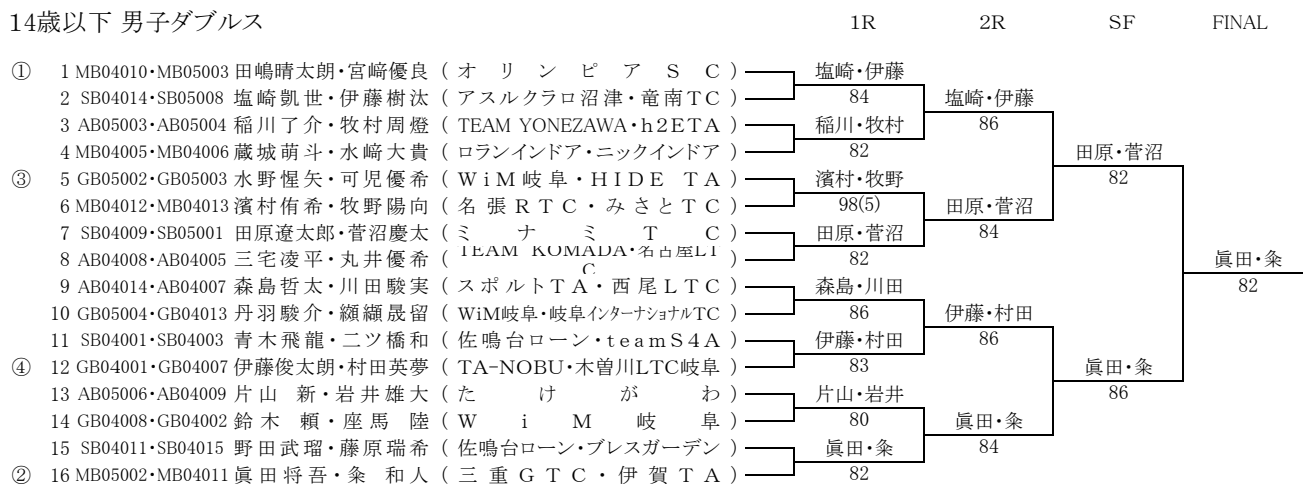 14歳以下 男子ダブルス 1R 2R SF FINAL
① 1 MB04010・MB05003 田嶋晴太朗・宮﨑優良 (オリンピアSC) 塩崎・伊藤
2 SB04014・SB05008 塩崎凱世・伊藤樹汰 (アスルクラロ沼津・竜南TC) 84 塩崎・伊藤
3 AB05003・AB05004 稲川了介・牧村周燈 (TEAM YONEZAWA・h2ETA) 稲川・牧村 86
4 MB04005・MB04006 蔵城萌斗・水﨑大貴 (ロランインドア・ニックインドア) 82 田原・菅沼
③ 5 GB05002・GB05003 水野惺矢・可児優希 (WiM岐阜・HIDE TA) 濱村・牧野 82
6 MB04012・MB04013 濱村侑希・牧野陽向 (名張RTC・みさとTC) 98(5) 田原・菅沼
7 SB04009・SB05001 田原遼太郎・菅沼慶太 (ミナミTC) 田原・菅沼 84
8 AB04008・AB04005 三宅凌平・丸井優希 (TEAM KOMADA・名古屋LTC) 82 眞田・粂
9 AB04014・AB04007 森島哲太・川田駿実 (スポルトTA・西尾LTC) 森島・川田 82
10 GB05004・GB04013 丹羽駿介・纐纈晟留 (WiM岐阜・岐阜インターナショナルTC) 86 伊藤・村田
11 SB04001・SB04003 青木飛龍・二ツ橋和 (佐鳴台ローン・teamS4A) 伊藤・村田 86
④ 12 GB04001・GB04007 伊藤俊太朗・村田英夢 (TA-NOBU・木曽川LTC岐阜) 83 眞田・粂
13 AB05006・AB04009 片山 新・岩井雄大 (たけがわ) 片山・岩井 86
14 GB04008・GB04002 鈴木 頼・座馬 陸 (WiM岐阜) 80 眞田・粂
15 SB04011・SB04015 野田武瑠・藤原瑞希 (佐鳴台ローン・ブレスガーデン) 眞田・粂 84
② 16 MB05002・MB04011 眞田将吾・粂 和人 (三重GTC・伊賀TA) 82